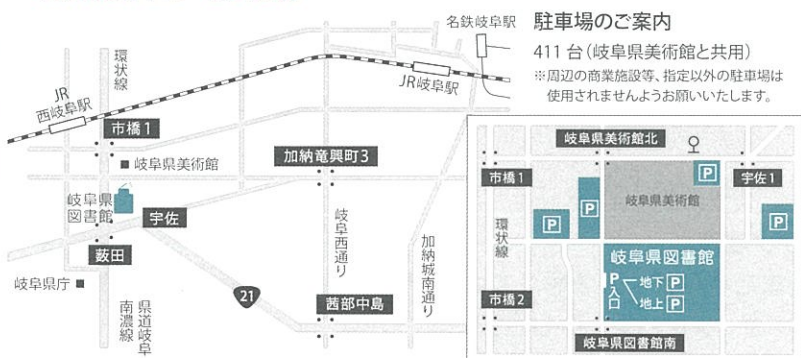 駐車場のご案内
411 台（岐阜県美術館と共用）
※周辺の商業施設等、指定以外の駐車場は
使用されませんようお願いいたします。
名鉄岐阜駅
環状線
JR
西岐阜駅
JR岐阜駅
市橋1
岐阜県美術館
加納竜興町3
岐阜県
図書館
宇佐
薮田
岐阜西通り
加納城南通り
岐阜県庁
県道岐阜
南濃線
21
茜部中島
岐阜県美術館北
市橋1
P
宇佐1
P
岐阜県美術館
P
P
環状線
岐阜県図書館
P入口
地下 P
地上 P
市橋2
岐阜県図書館南